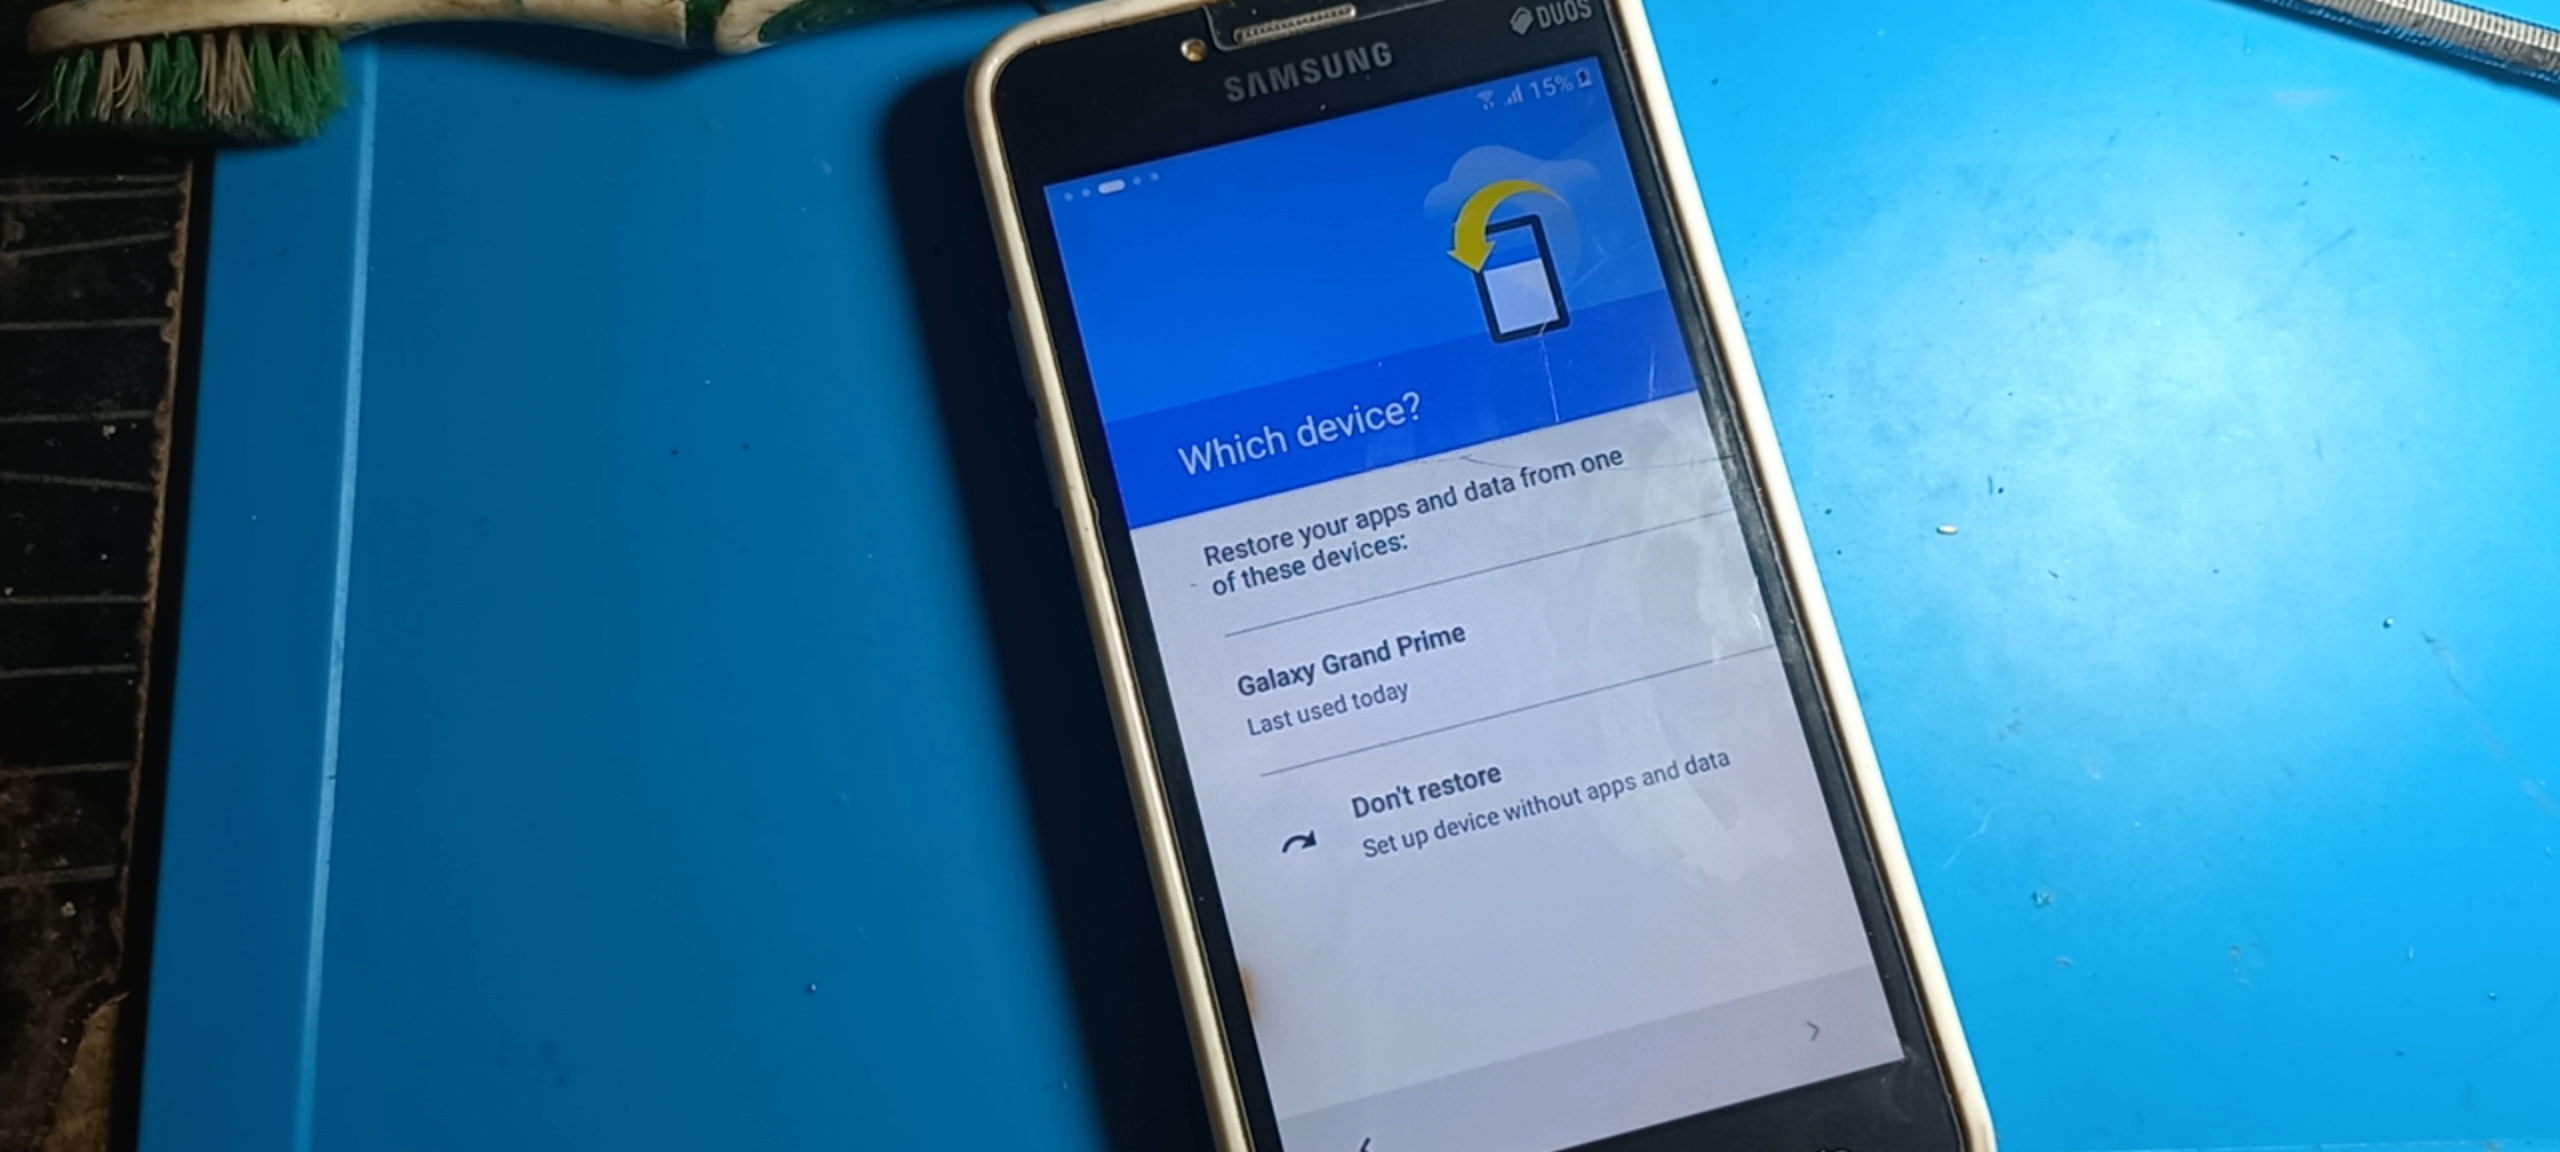 DUOS
SAMSUNG
15%
Which device?
Restore your apps and data from one
of these devices:
Galaxy Grand Prime
Last used today
Don't restore
Set up device without apps and data